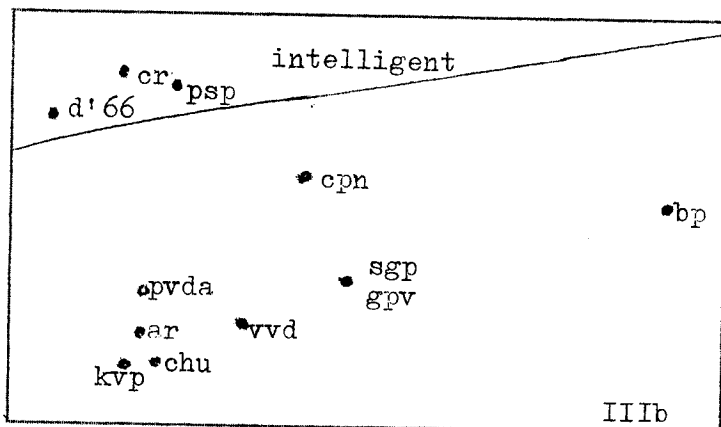 intelligent
cr
psp
d'66
cpn
bp
sgp
gpv
pvda
ar
vvd
chu
kvp
IIIb